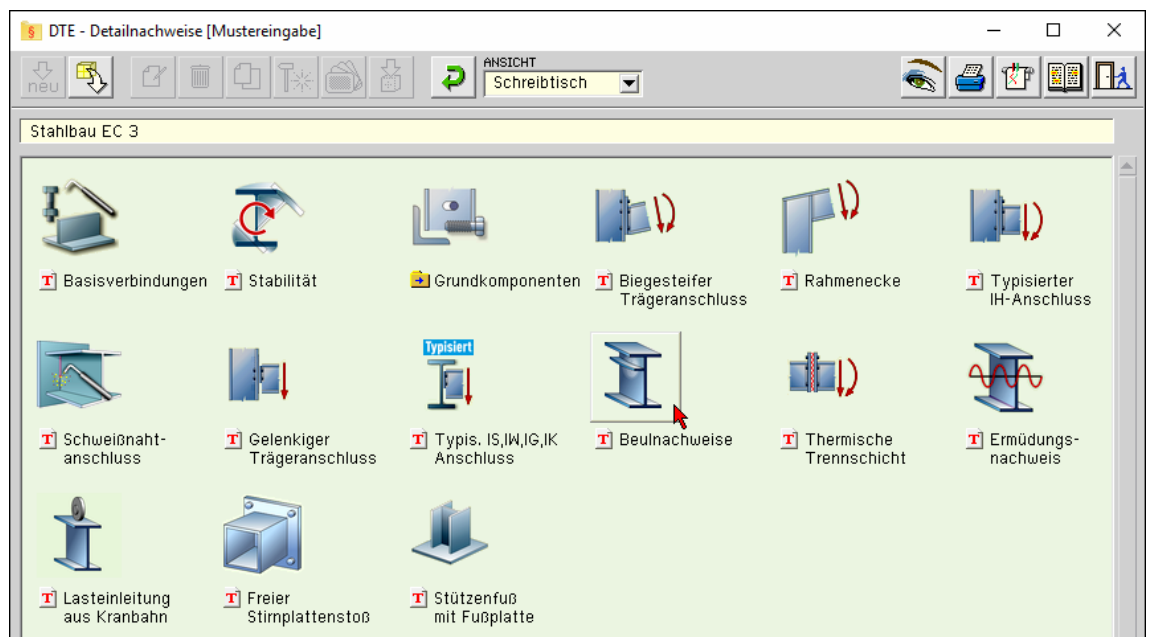 § DTE - Detailnachweise [Mustereingabe]
neu
ANSICHT
Schreibtisch
Stahlbau EC 3
T Basisverbindungen
T Stabilität
Grundkomponenten
T Biegesteifer
Trägeranschluss
T Rahmenecke
T Typisierter
IH-Anschluss
T Schweißnaht-
anschluss
T Gelenkiger
Trägeranschluss
Typisiert
T Typis. IS,IW,IG,IK
Anschluss
T Beulnachweise
T Thermische
Trennschicht
T Ermüdungs-
nachweis
T Lasteinleitung
aus Kranbahn
T Freier
Stirnplattenstoß
T Stützenfuß
mit Fußplatte